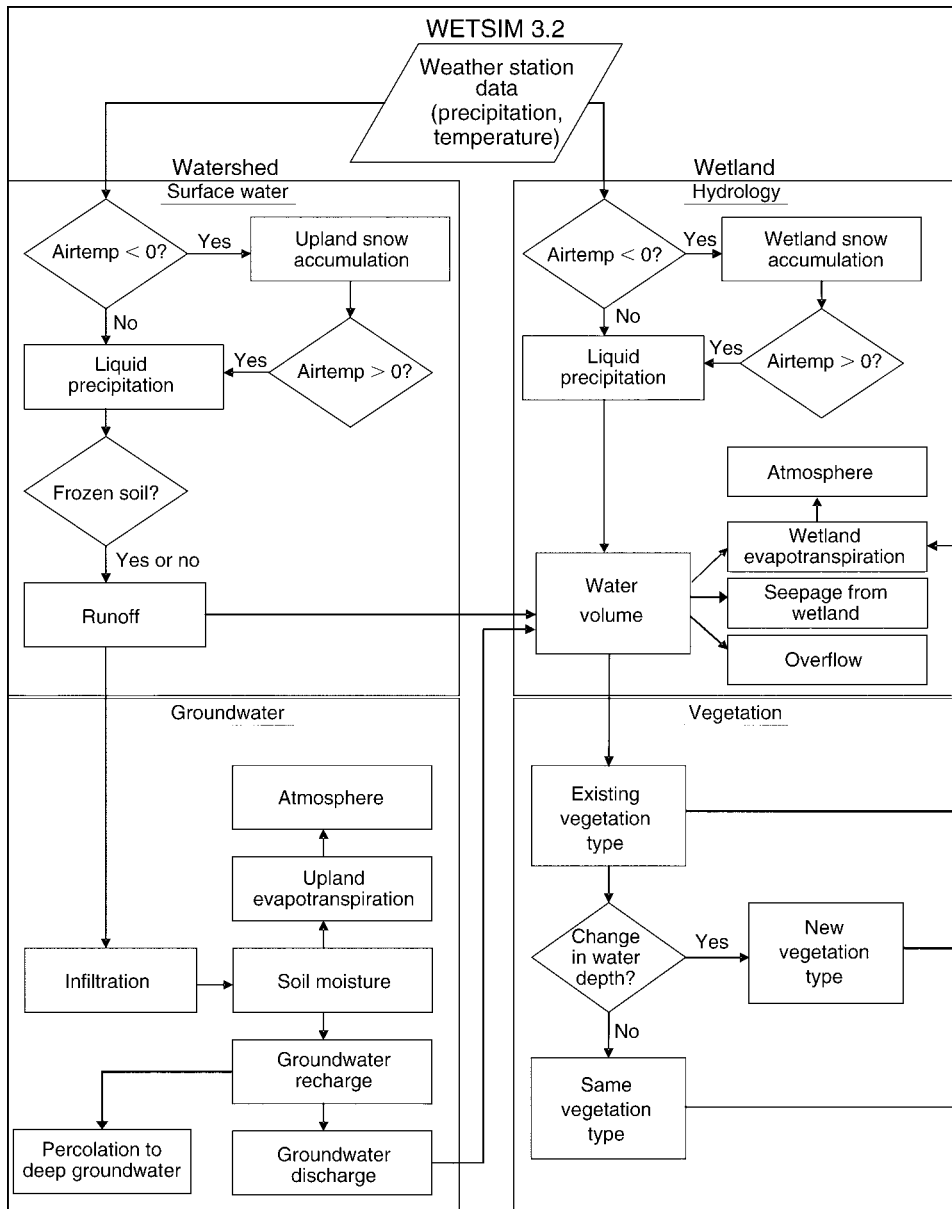 WETSIM 3.2
Weather station
data
(precipitation,
temperature)
Watershed
Surface water
Airtemp < 0?
Yes
Upland snow
accumulation
No
Liquid
precipitation
Yes
Airtemp > 0?
Frozen soil?
Yes or no
Runoff
Groundwater
Atmosphere
Upland
evapotranspiration
Infiltration
Soil moisture
Groundwater
recharge
Percolation to
deep groundwater
Groundwater
discharge
Wetland
Hydrology
Airtemp < 0?
Yes
Wetland snow
accumulation
No
Liquid
precipitation
Yes
Airtemp > 0?
Atmosphere
Wetland
evapotranspiration
Water
volume
Seepage from
wetland
Overflow
Vegetation
Existing
vegetation
type
Change
in water
depth?
Yes
New
vegetation
type
No
Same
vegetation
type